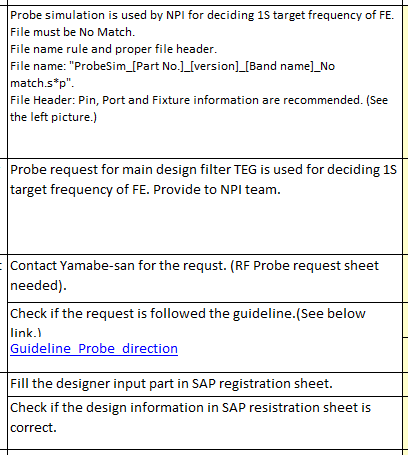 Probe simulation is used by NPI for deciding 1S target frequency of FE.
File must be No Match.
File name rule and proper file header.
File name: "ProbeSim_[Part No.]_[version]_[Band name]_No
match.s*p".
File Header: Pin, Port and Fixture information are recommended. (See
the left picture.)
Probe request for main design filter TEG is used for deciding 1S
target frequency of FE. Provide to NPI team.
Contact Yamabe-san for the requst. (RF Probe request sheet
needed).
Check if the request is followed the guideline.(See below
link.)
Guideline_Probe_direction
Fill the designer input part in SAP registration sheet.
Check if the design information in SAP resistration sheet is
correct.